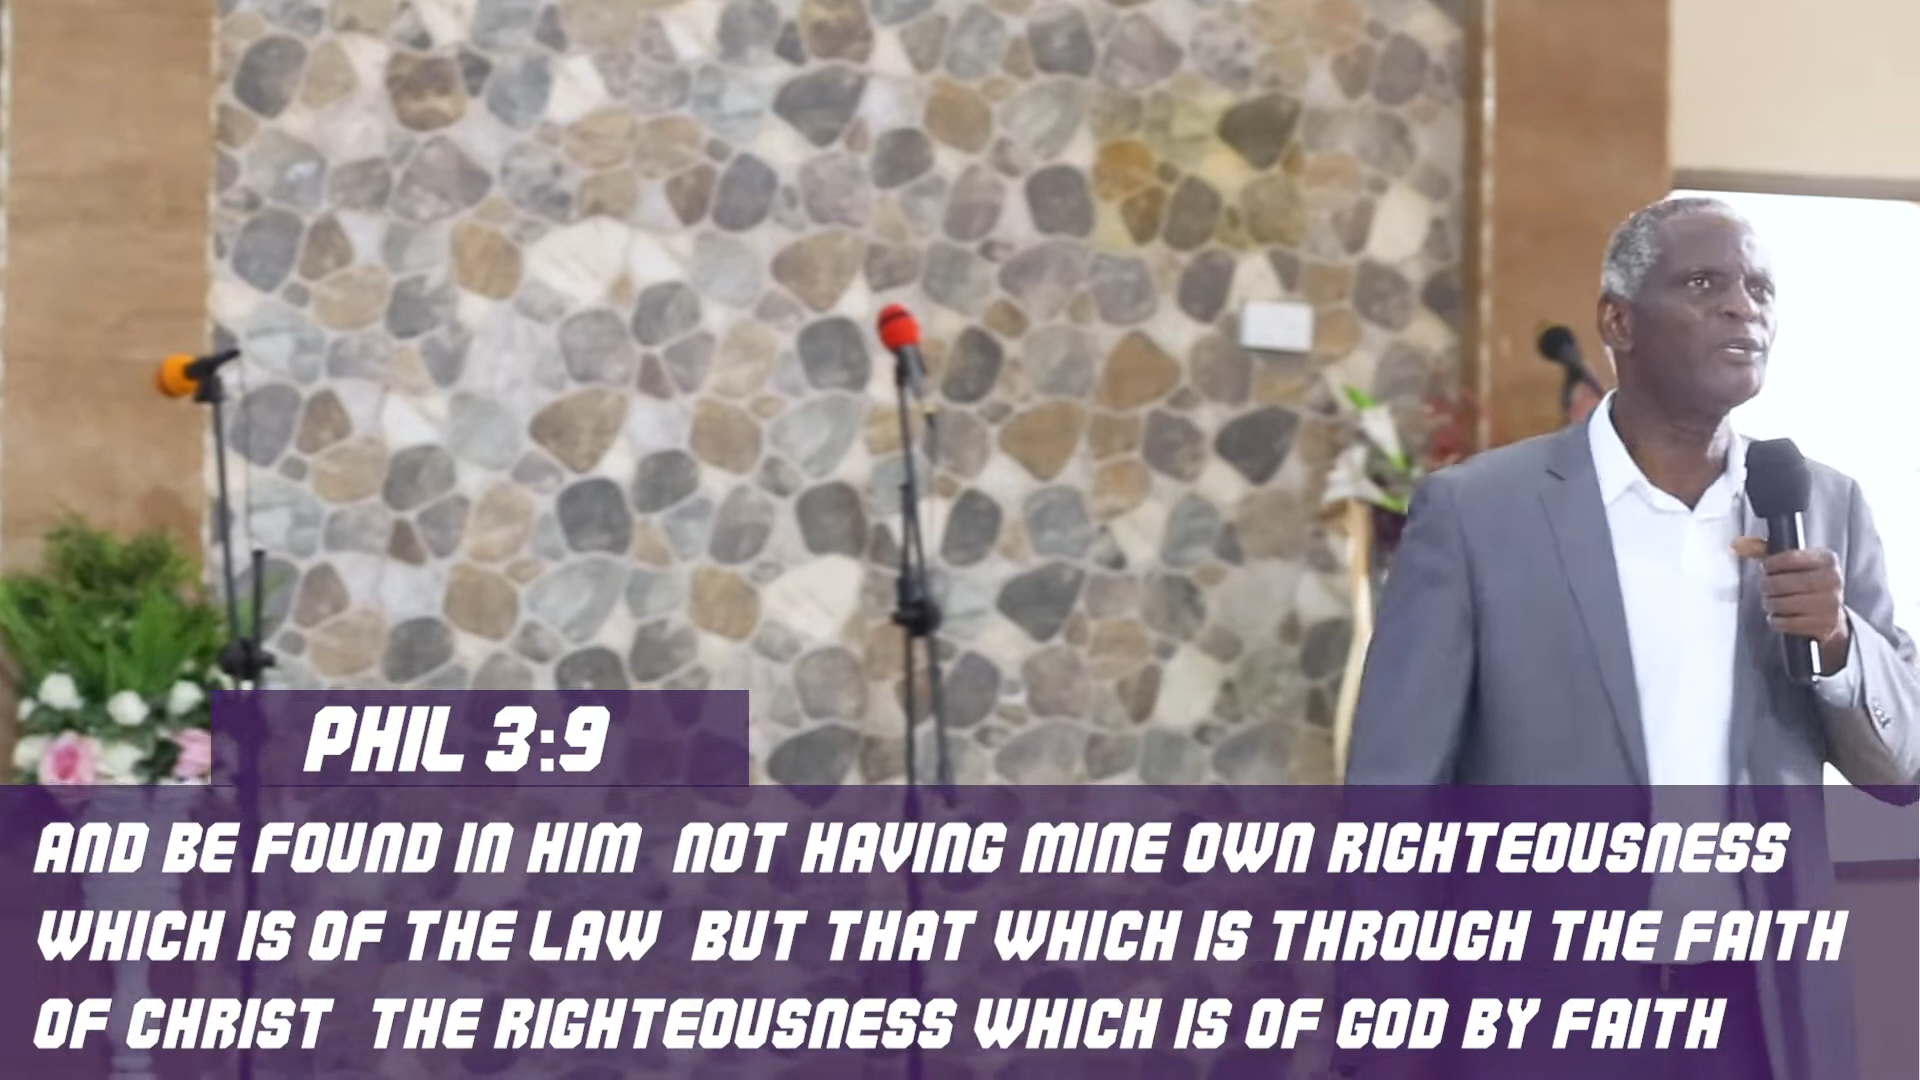 PHIL 3:9
AND BE FOUND IN HIM NOT HAVING MINE OWN RIGHTEOUSNESS
WHICH IS OF THE LAW BUT THAT WHICH IS THROUGH THE FAITH
OF CHRIST THE RIGHTEOUSNESS WHICH IS OF GOD BY FAITH